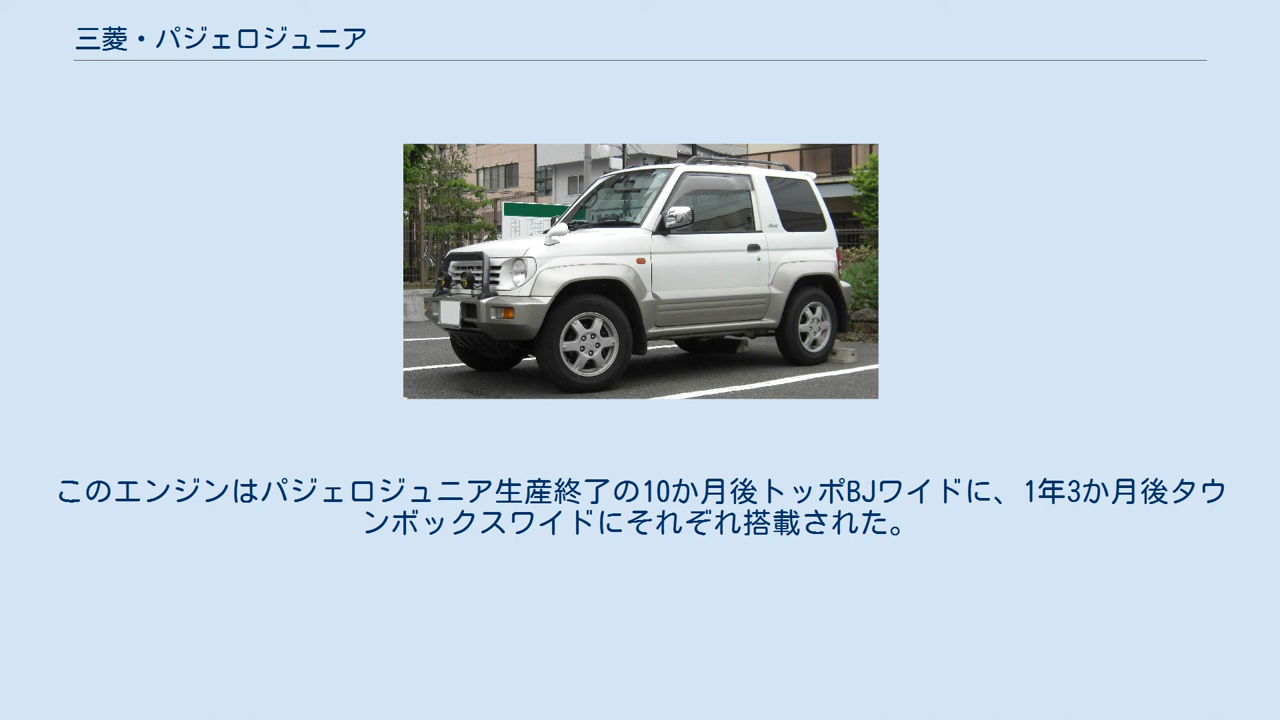 三菱・パジェロジュニア
このエンジンはパジェロジュニア生産終了の10か月後トッポBJワイドに、1年3か月後タウ
ンボックスワイドにそれぞれ搭載された。